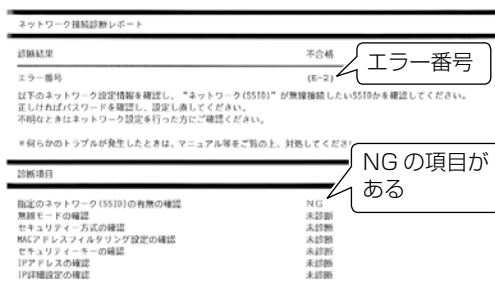 ネットワーク接続診断レポート
診断結果 不合格
エラー番号 (E-2)
エラー番号
以下のネットワーク設定情報を確認し、"ネットワーク(SSID)" が無線接続したいSSIDかを確認してください。
正しければパスワードを確認し、設定し直してください。
不明なときはネットワーク設定を行った方にご確認ください。
*何らかのトラブルが発生したときは、マニュアル等をご覧の上、対処してくださ
NG の項目が
ある
診断項目
指定のネットワーク(SSID)の有無の確認 NG
無線モードの確認 未診断
セキュリティー方式の確認 未診断
MACアドレスフィルタリング設定の確認 未診断
セキュリティーキーの確認 未診断
IPアドレスの確認 未診断
IP詳細設定の確認 未診断